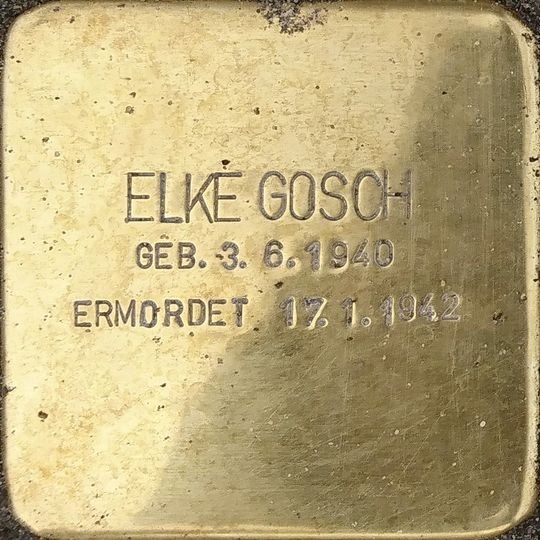 ELKE GOSCH
GEB. 3. 6. 1940
ERMORDET 17. 1. 1942